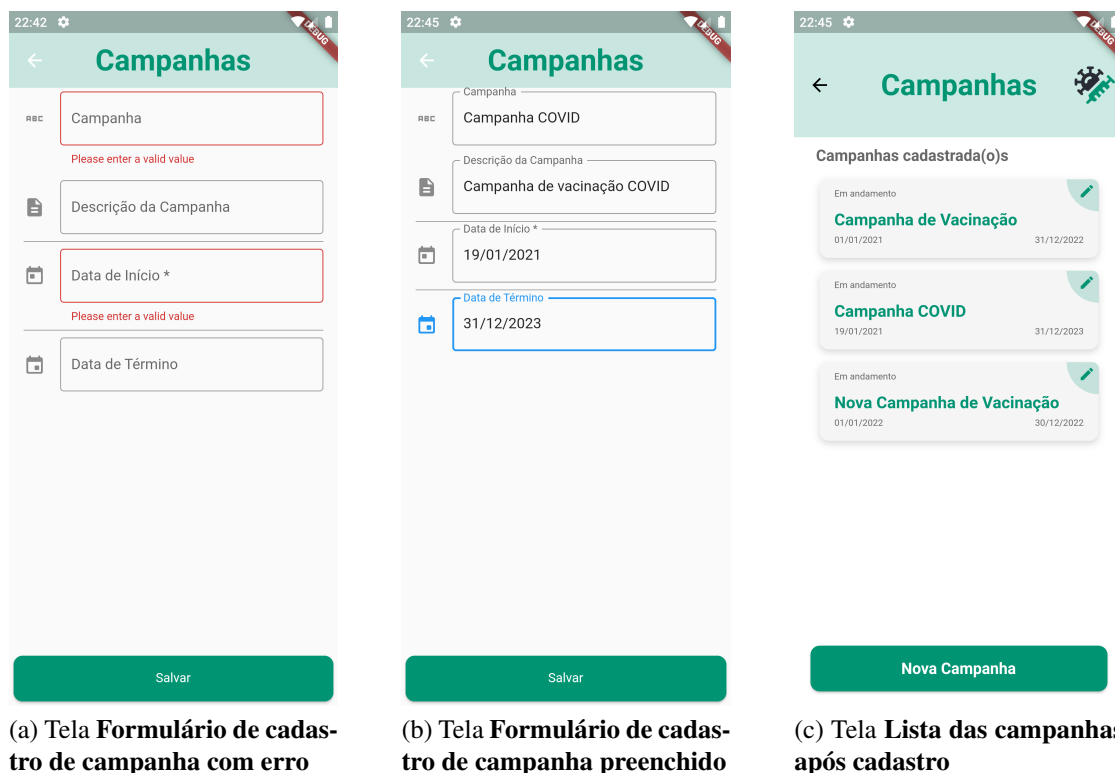 22:42
DEBUG
Campanhas
ABC
Campanha
Please enter a valid value
Descrição da Campanha
Data de Início *
Please enter a valid value
Data de Término
Salvar
(a) Tela Formulário de cadas-
tro de campanha com erro
22:45
DEBUG
Campanhas
Campanha
ABC
Campanha COVID
Descrição da Campanha
Campanha de vacinação COVID
Data de Início *
19/01/2021
Data de Término
31/12/2023
Salvar
(b) Tela Formulário de cadas-
tro de campanha preenchido
22:45
DEBUG
Campanhas
Campanhas cadastrada(o)s
Em andamento
Campanha de Vacinação
01/01/2021 31/12/2022
Em andamento
Campanha COVID
19/01/2021 31/12/2023
Em andamento
Nova Campanha de Vacinação
01/01/2022 30/12/2022
Nova Campanha
(c) Tela Lista das campanhas
após cadastro